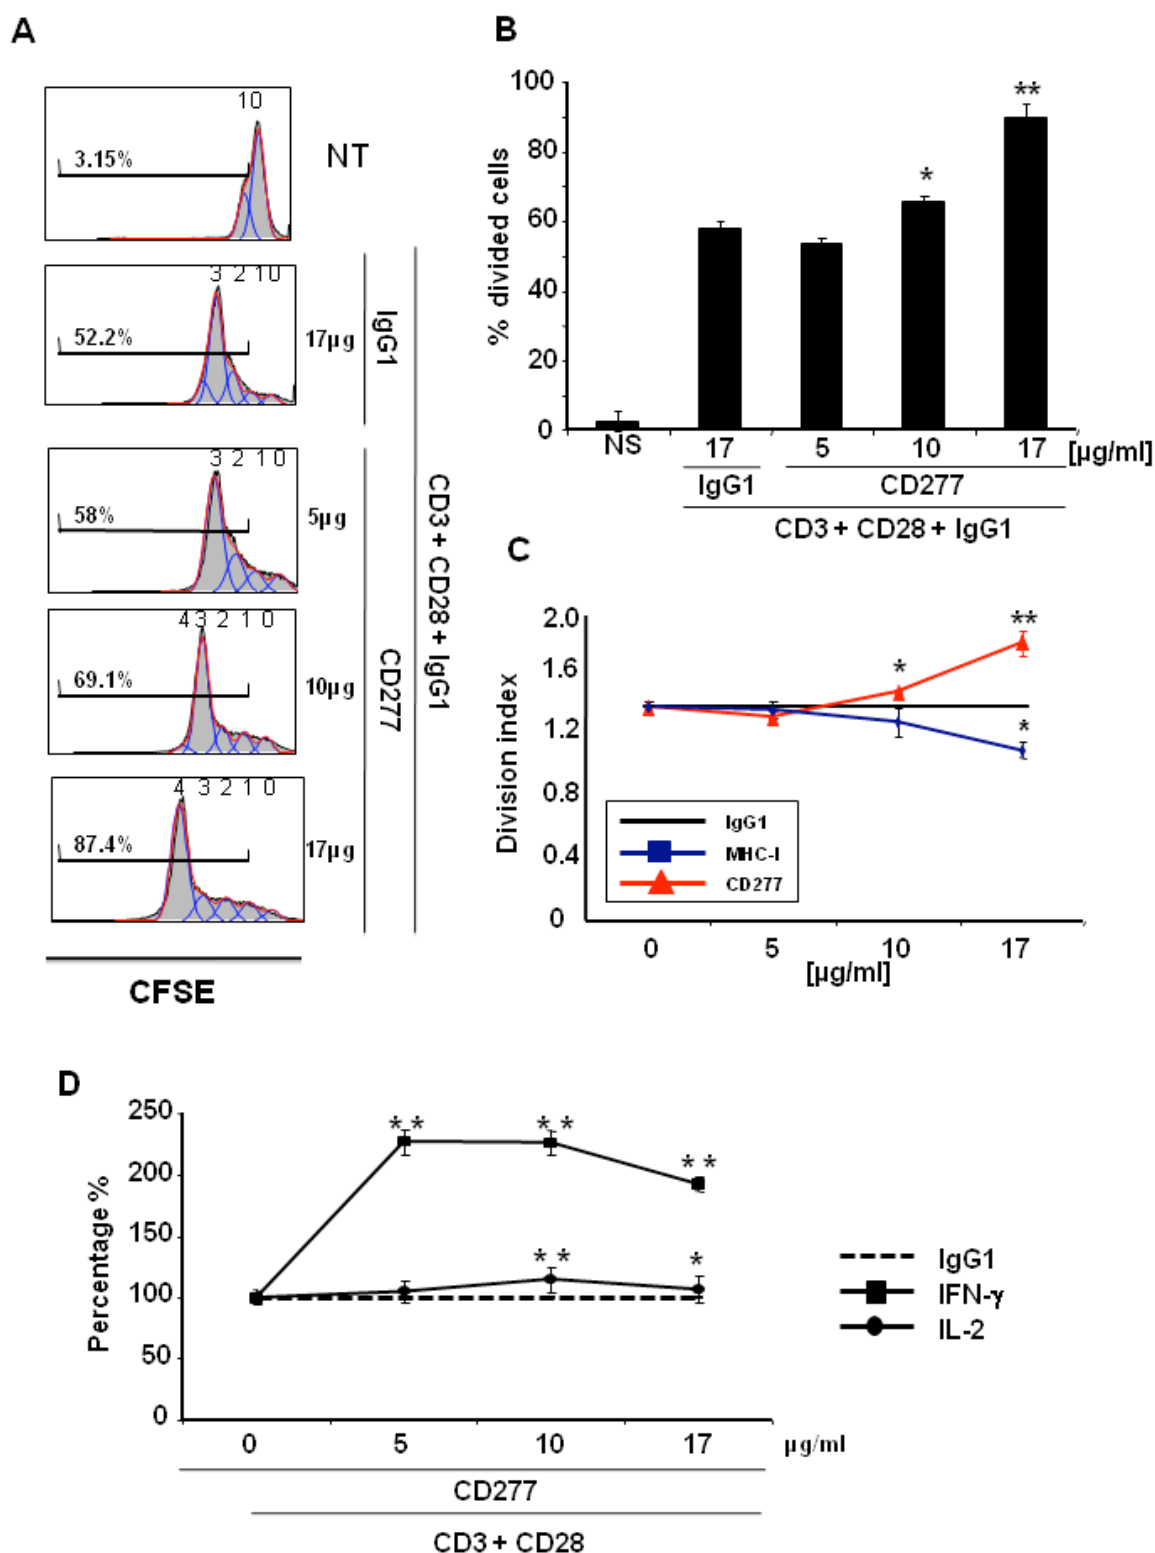 A
10
3.15%
NT
3 2 10
52.2%
17µg
IgG1
3 2 1 0
58%
5µg
4 3 2 1 0
69.1%
10µg
4 3 2 1 0
87.4%
17µg
CD277
CD3 + CD28 + IgG1
CFSE
B
% divided cells
100
80
60
40
20
0
*
**
NS 17 5 10 17 [µg/ml]
IgG1 CD277
CD3 + CD28 + IgG1
C
Division index
2.0
1.6
1.2
0.8
0.4
0
*
**
*
IgG1
MHC-I
CD277
0 5 10 17
[µg/ml]
D
Percentage %
250
200
150
100
50
0
** ** **
** *
IgG1
IFN-γ
IL-2
0 5 10 17 µg/ml
CD277
CD3 + CD28